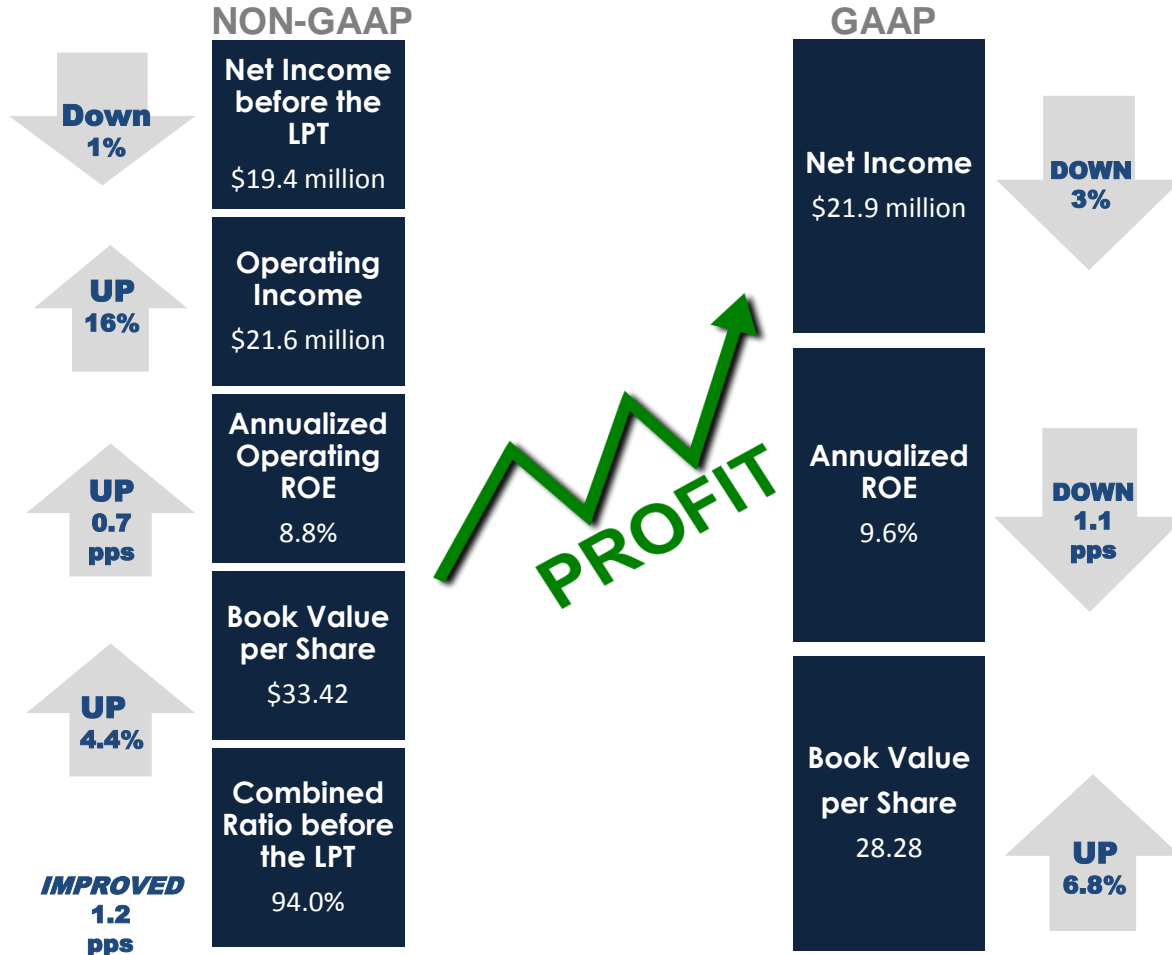 NON-GAAP
Down
1%
Net Income
before the
LPT
$19.4 million
UP
16%
Operating
Income
$21.6 million
UP
0.7
pps
Annualized
Operating
ROE
8.8%
UP
4.4%
Book Value
per Share
$33.42
IMPROVED
1.2
pps
Combined
Ratio before
the LPT
94.0%
PROFIT
GAAP
Net Income
$21.9 million
DOWN
3%
Annualized
ROE
9.6%
DOWN
1.1
pps
Book Value
per Share
28.28
UP
6.8%